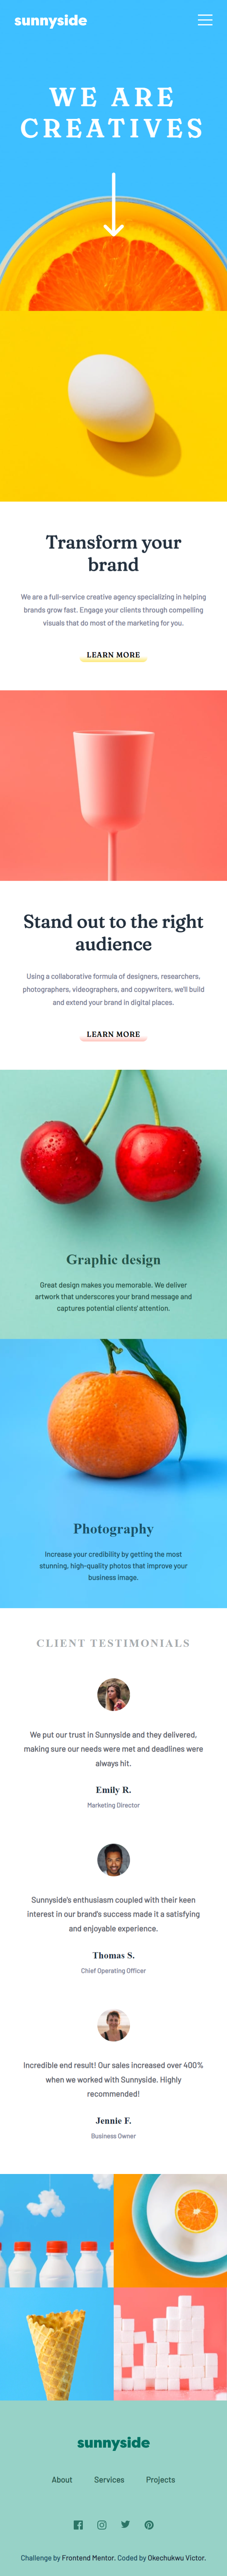 sunnyside
WE ARE
CREATIVES
Transform your
brand
We are a full-service creative agency specializing in helping
brands grow fast. Engage your clients through compelling
visuals that do most of the marketing for you.
LEARN MORE
Stand out to the right
audience
Using a collaborative formula of designers, researchers,
photographers, videographers, and copywriters, we'll build
and extend your brand in digital places.
LEARN MORE
Graphic design
Great design makes you memorable. We deliver
artwork that underscores your brand message and
captures potential clients' attention.
Photography
Increase your credibility by getting the most
stunning, high-quality photos that improve your
business image.
CLIENT TESTIMONIALS
We put our trust in Sunnyside and they delivered,
making sure our needs were met and deadlines were
always hit.
Emily R.
Marketing Director
Sunnyside's enthusiasm coupled with their keen
interest in our brand's success made it a satisfying
and enjoyable experience.
Thomas S.
Chief Operating Officer
Incredible end result! Our sales increased over 400%
when we worked with Sunnyside. Highly
recommended!
Jennie F.
Business Owner
sunnyside
About Services Projects
Challenge by Frontend Mentor. Coded by Okechukwu Victor.